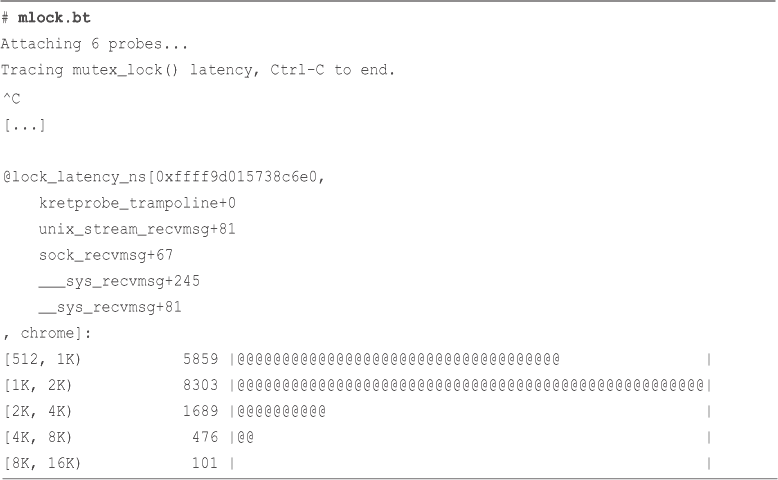 # mlock.bt
Attaching 6 probes...
Tracing mutex_lock() latency, Ctrl-C to end.
^C
[...]
@lock_latency_ns[0xffff9d015738c6e0,
    kretprobe_trampoline+0
    unix_stream_recvmsg+81
    sock_recvmsg+67
    ___sys_recvmsg+245
    __sys_recvmsg+81
, chrome]:
[512, 1K)           5859 |@@@@@@@@@@@@@@@@@@@@@@@@@@@@@@@@@@@@                |
[1K, 2K)            8303 |@@@@@@@@@@@@@@@@@@@@@@@@@@@@@@@@@@@@@@@@@@@@@@@@@@@@|
[2K, 4K)            1689 |@@@@@@@@@@                                          |
[4K, 8K)             476 |@@                                                  |
[8K, 16K)            101 |                                                    |